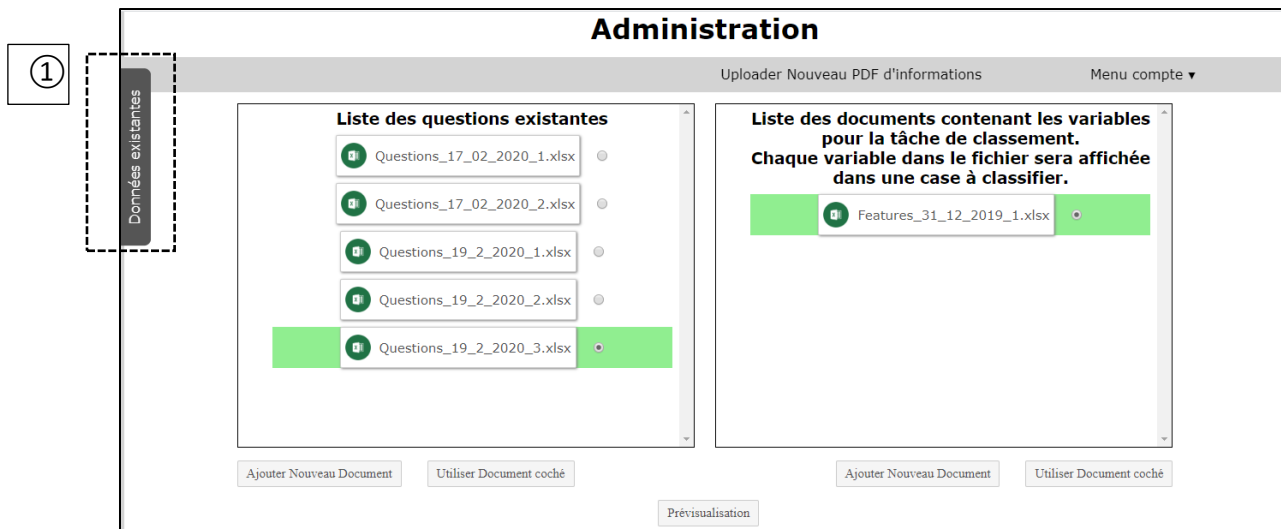 Administration
①
Uploader Nouveau PDF d'informations
Menu compte ▾
Données existantes
Liste des questions existantes
Questions_17_02_2020_1.xlsx
Questions_17_02_2020_2.xlsx
Questions_19_2_2020_1.xlsx
Questions_19_2_2020_2.xlsx
Questions_19_2_2020_3.xlsx
Liste des documents contenant les variables
pour la tâche de classement.
Chaque variable dans le fichier sera affichée
dans une case à classifier.
Features_31_12_2019_1.xlsx
Ajouter Nouveau Document
Utiliser Document coché
Ajouter Nouveau Document
Utiliser Document coché
Prévisualisation